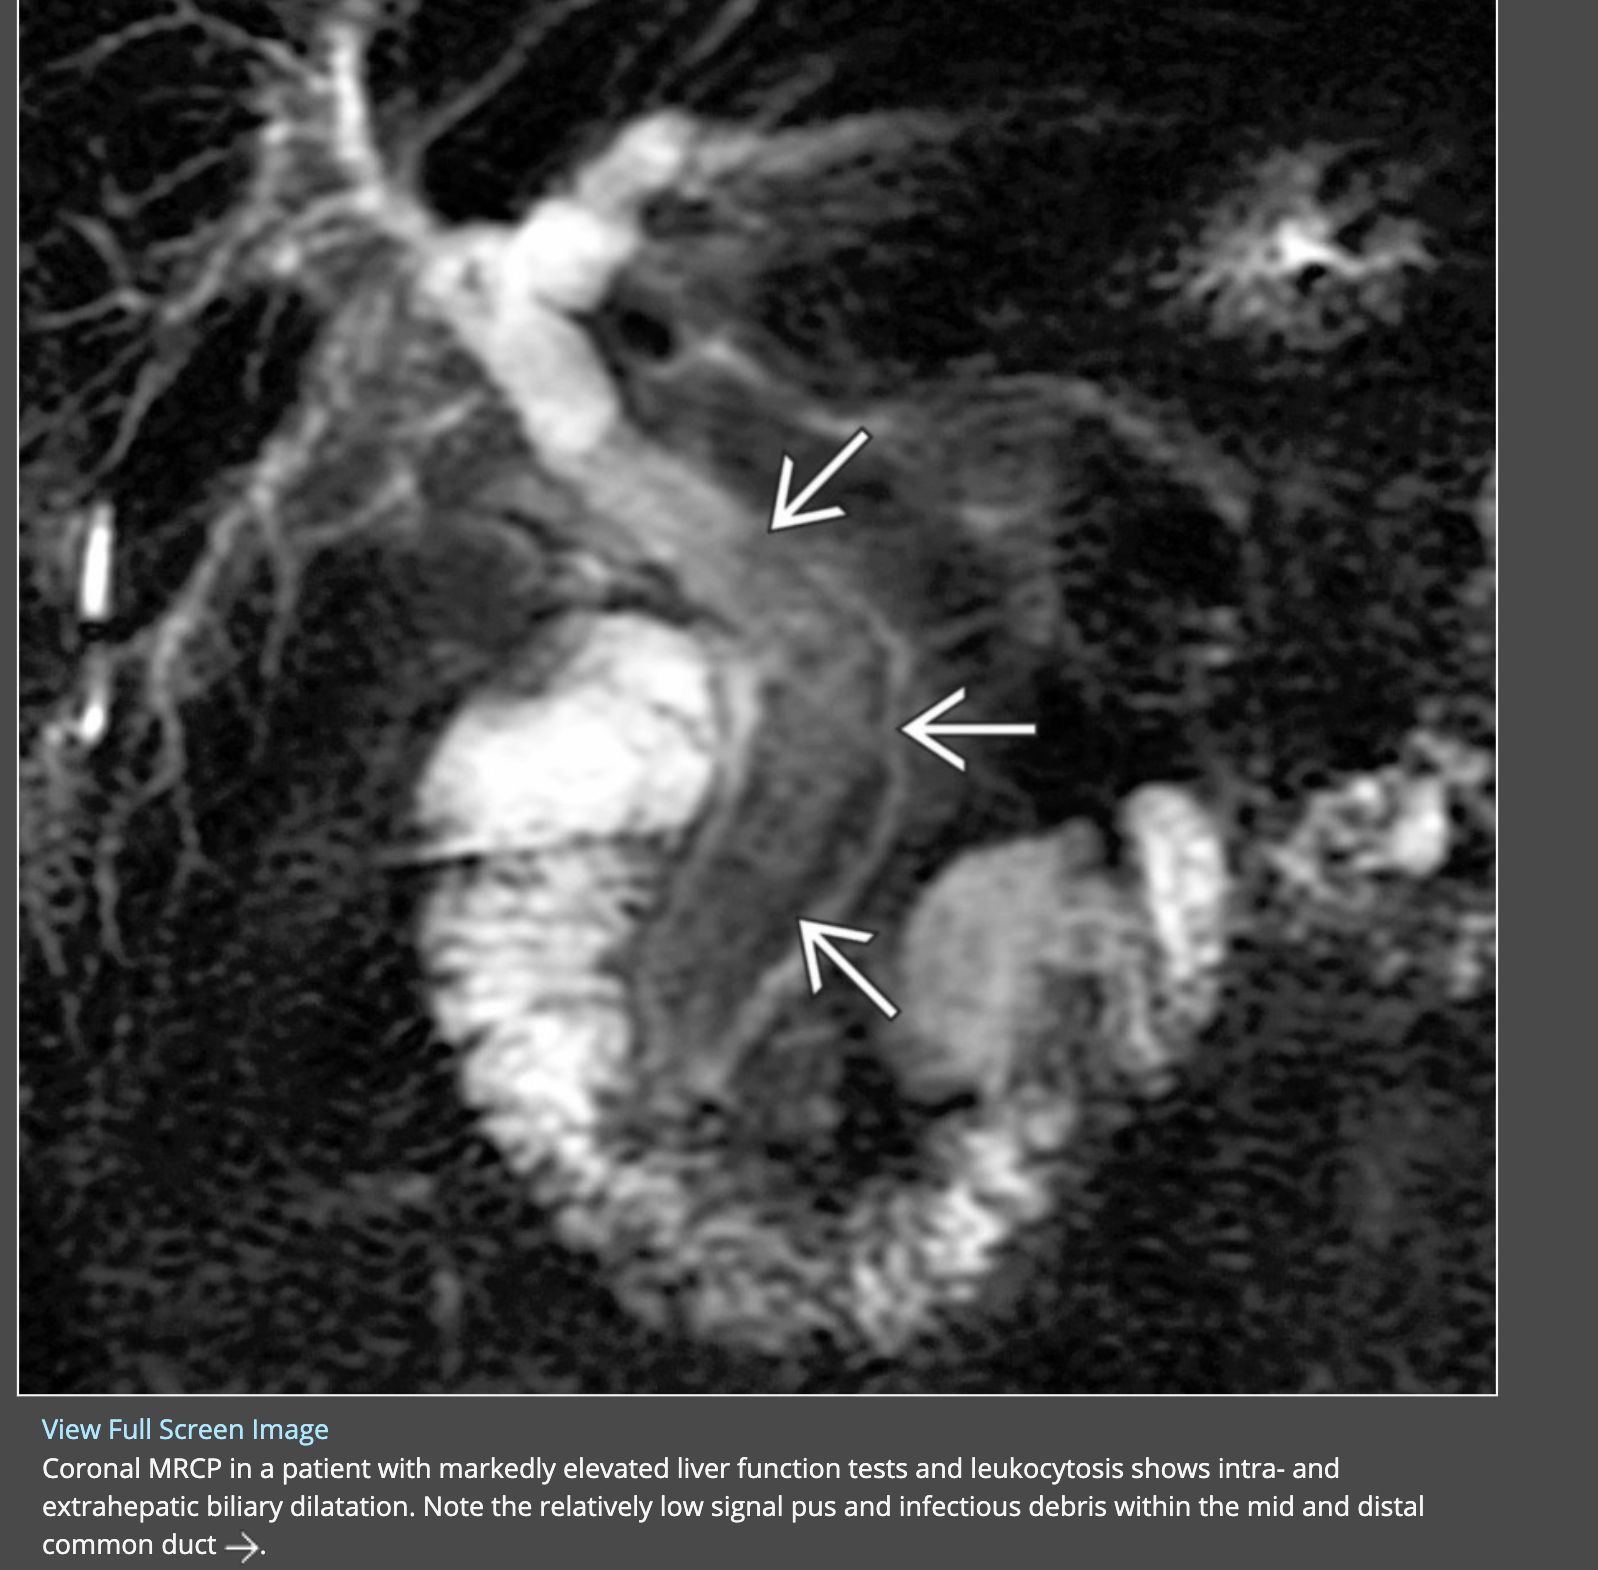 View Full Screen Image
Coronal MRCP in a patient with markedly elevated liver function tests and leukocytosis shows intra- and
extrahepatic biliary dilatation. Note the relatively low signal pus and infectious debris within the mid and distal
common duct →.